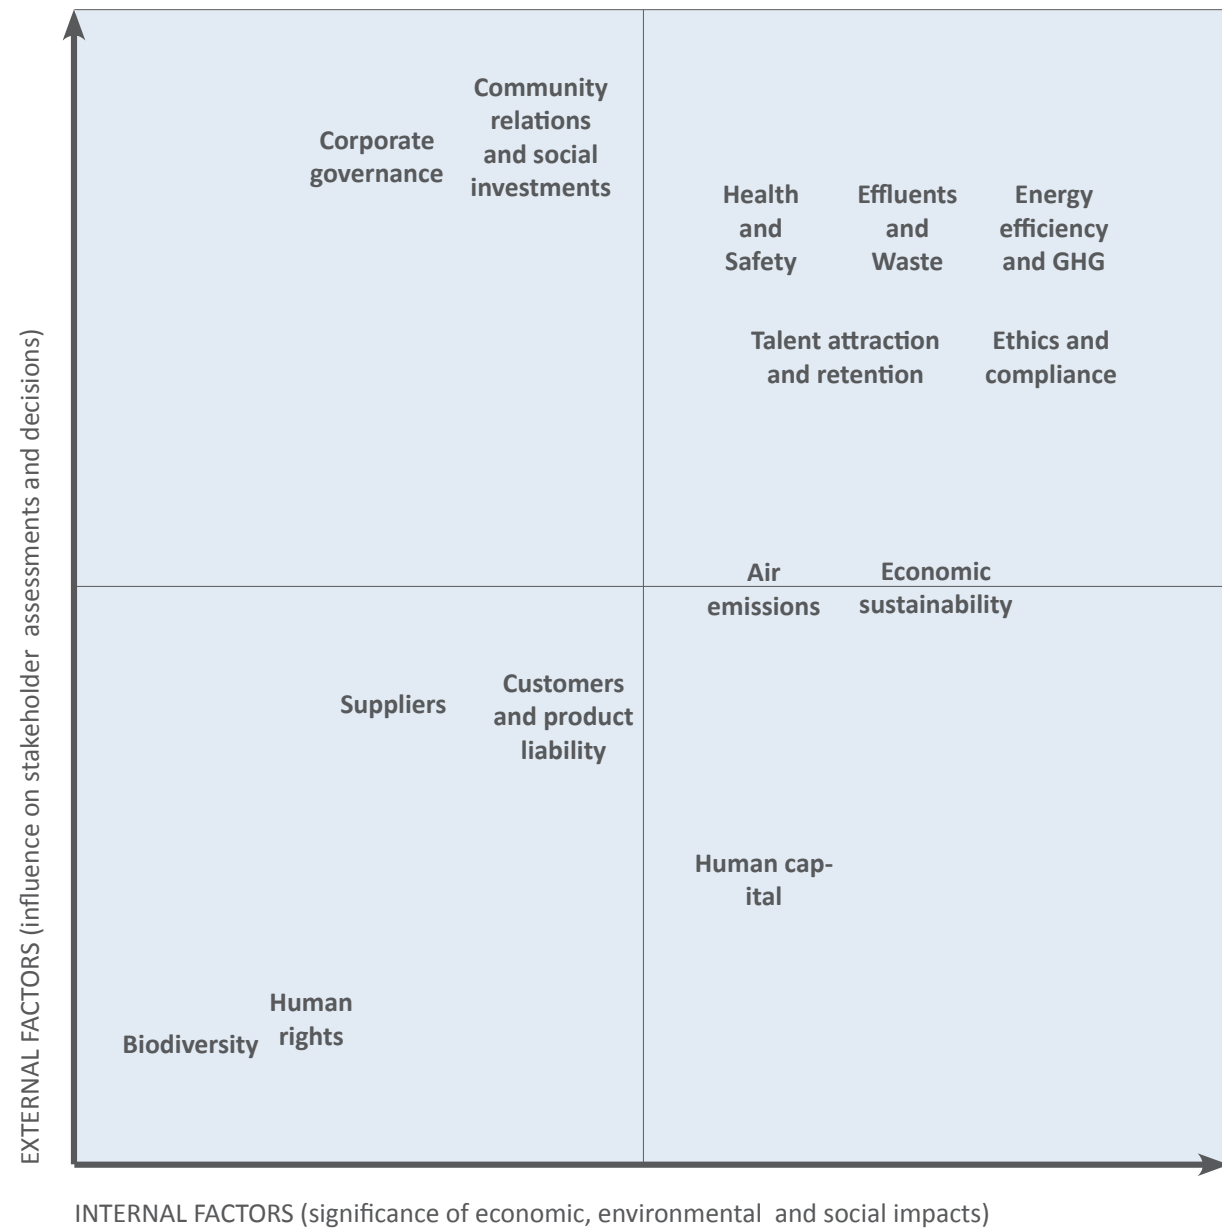 Community
relations
and social
investments
Corporate
governance
Health
and
Safety
Effluents
and
Waste
Energy
efficiency
and GHG
Talent attraction
and retention
Ethics and
compliance
Air
emissions
Economic
sustainability
Suppliers
Customers
and product
liability
Human cap-
ital
Human
rights
Biodiversity
EXTERNAL FACTORS (influence on stakeholder assessments and decisions)
INTERNAL FACTORS (significance of economic, environmental and social impacts)